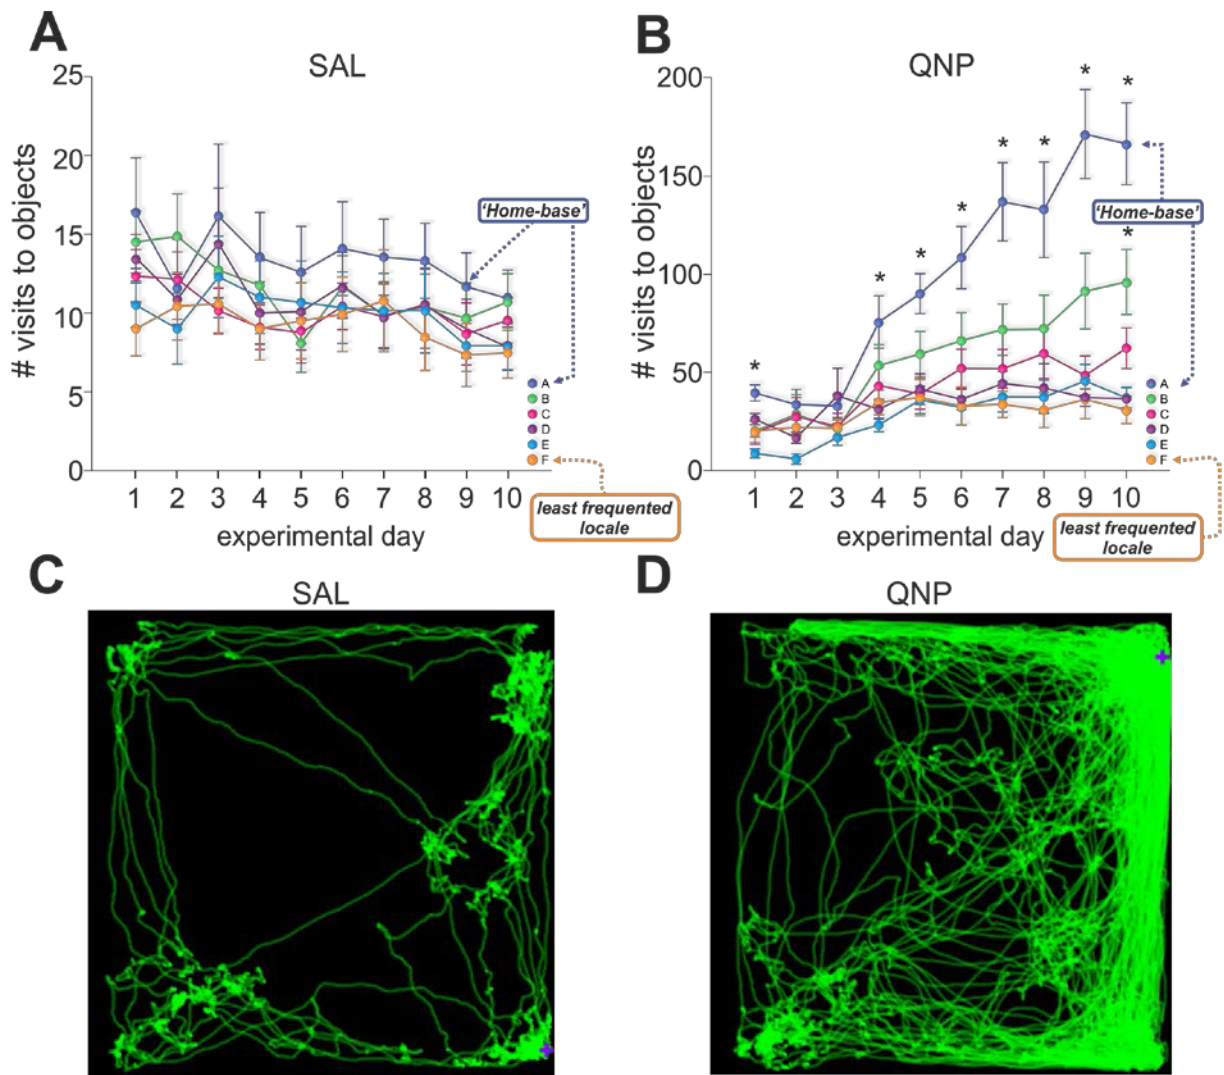 A
SAL
# visits to objects
25
20
15
10
5
0
1 2 3 4 5 6 7 8 9 10
experimental day
'Home-base'
A
B
C
D
E
F
least frequented
locale
B
QNP
# visits to objects
200
150
100
50
0
1 2 3 4 5 6 7 8 9 10
experimental day
* * * * * * * * *
'Home-base'
A
B
C
D
E
F
least frequented
locale
C
SAL
D
QNP